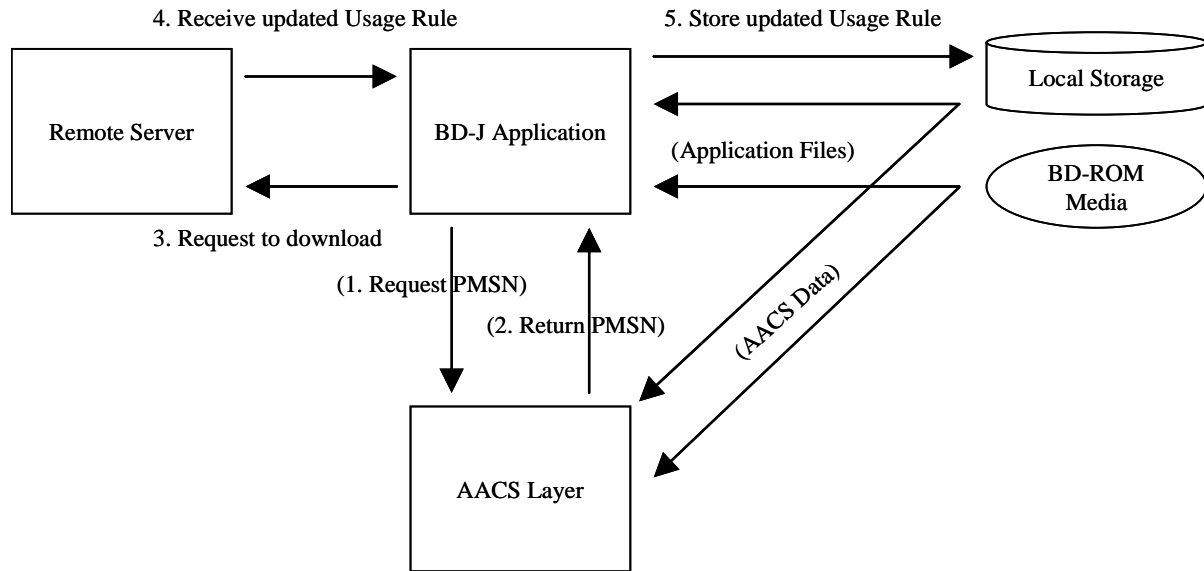 4. Receive updated Usage Rule
5. Store updated Usage Rule
Remote Server
BD-J Application
Local Storage
(Application Files)
BD-ROM
Media
3. Request to download
(1. Request PMSN)
(2. Return PMSN)
(AACS Data)
AACS Layer